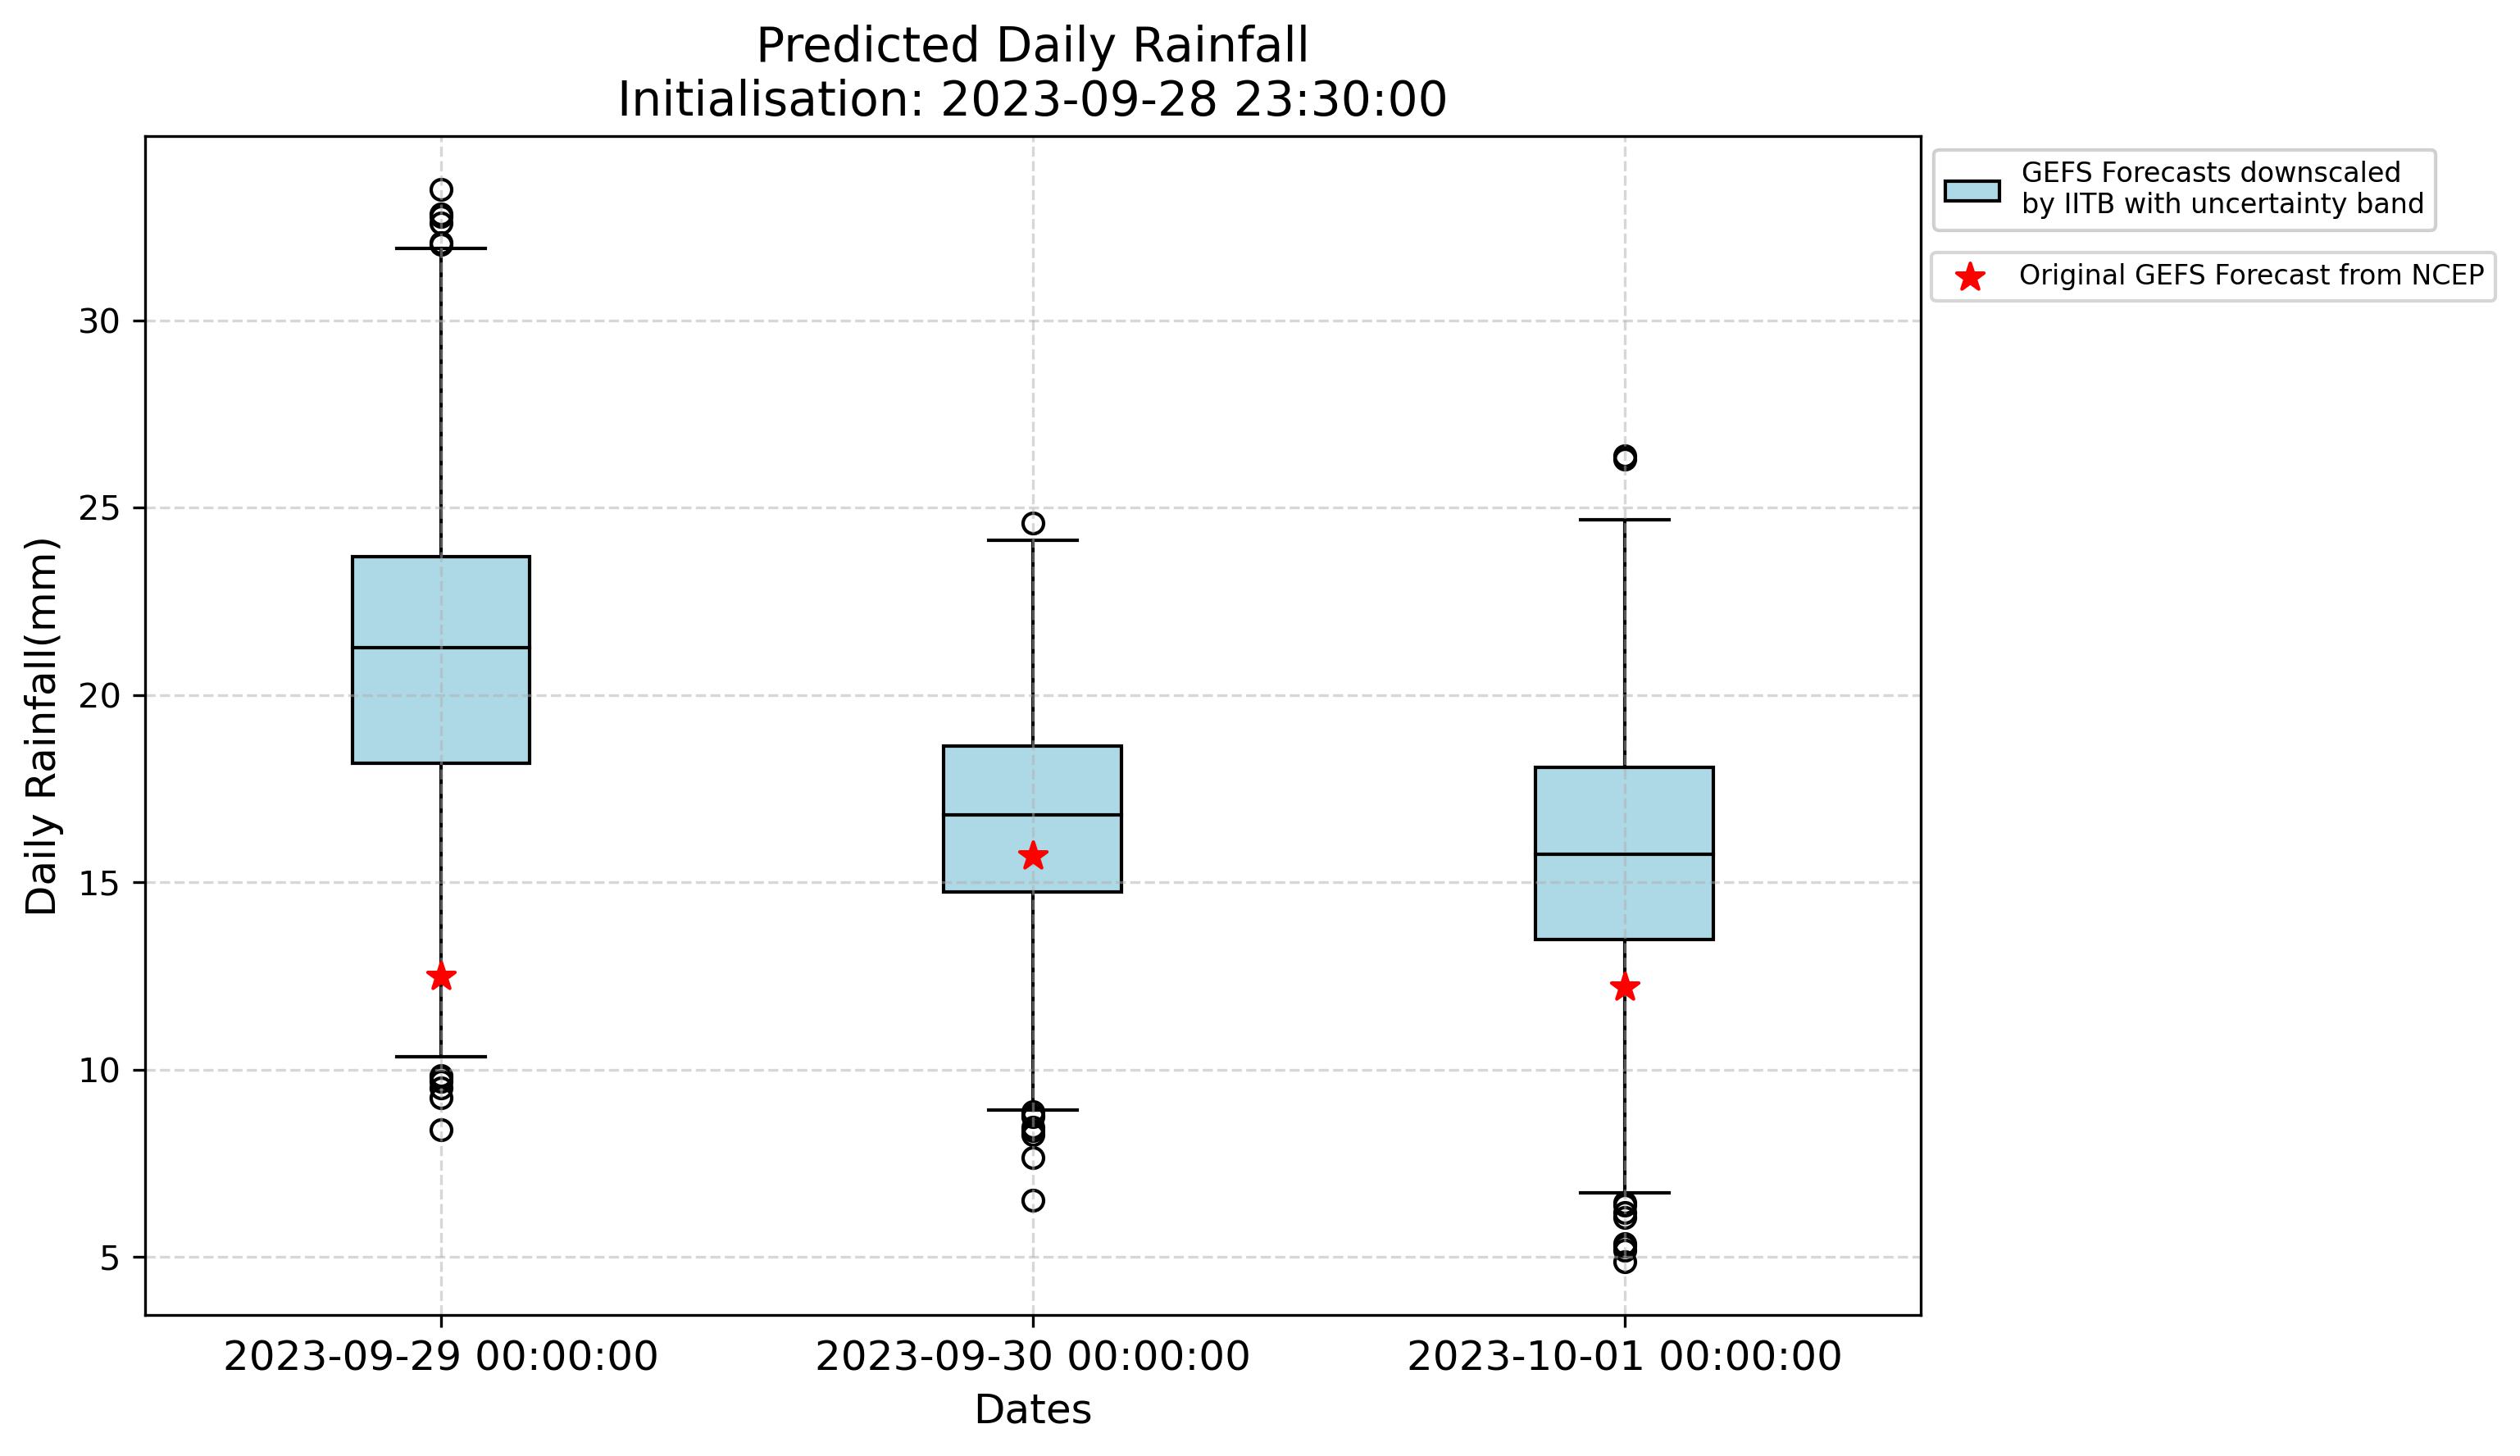 Predicted Daily Rainfall
Initialisation: 2023-09-28 23:30:00
GEFS Forecasts downscaled
by IITB with uncertainty band
Original GEFS Forecast from NCEP
Daily Rainfall(mm)
30
25
20
15
10
5
2023-09-29 00:00:00
2023-09-30 00:00:00
2023-10-01 00:00:00
Dates